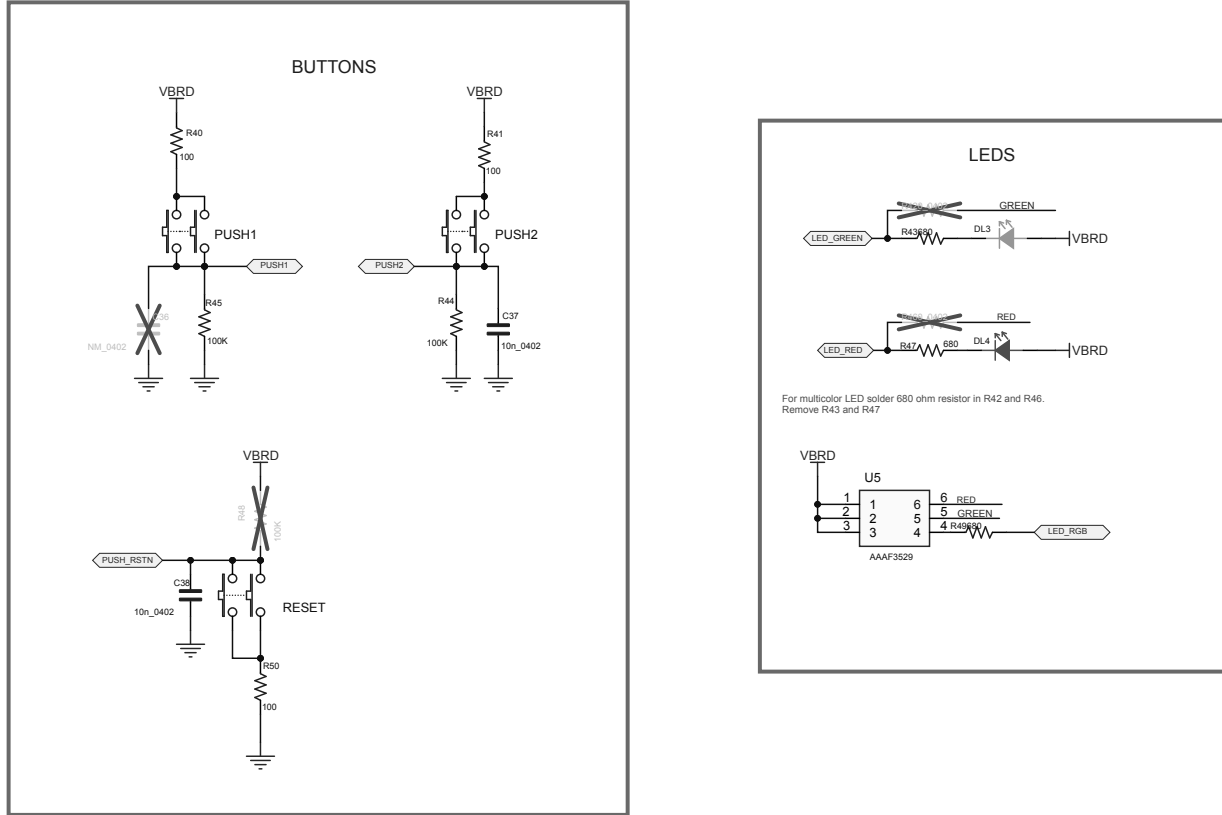 BUTTONS
VBRD
R40
100
PUSH1
PUSH1
C36
NM_0402
R45
100K
VBRD
R41
100
PUSH2
PUSH2
R44
100K
C37
10n_0402
VBRD
R48
100K
PUSH_RSTN
C38
10n_0402
RESET
R50
100
LEDS
GREEN
LED_GREEN
R43680
DL3
VBRD
RED
LED_RED
R47
680
DL4
VBRD
For multicolor LED solder 680 ohm resistor in R42 and R46.
Remove R43 and R47
VBRD
U5
1 1 6 6 RED
2 2 5 5 GREEN
3 3 4 4 R49680 LED_RGB
AAAF3529